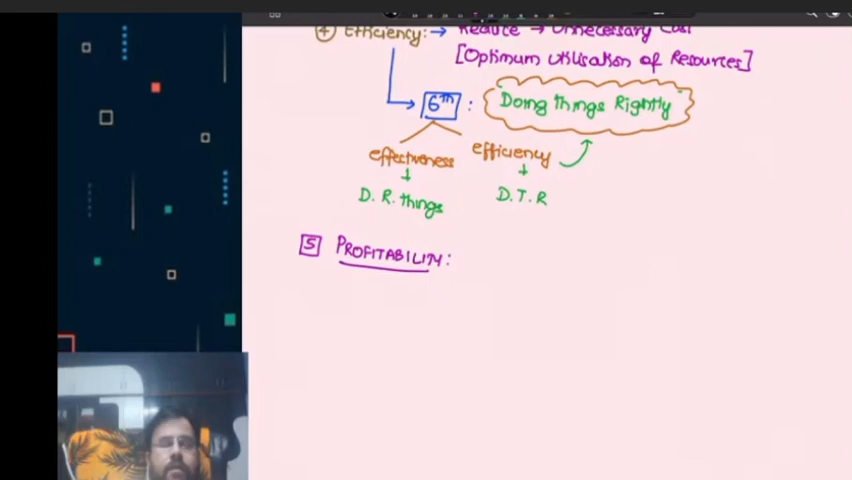 ④ Efficiency: → Reduce → Unnecessary Cost
[Optimum Utilisation of Resources]
→ 6th : Doing things Rightly
effectiveness efficiency
↓ ↓
D. R. things D.T.R
5 PROFITABILITY: